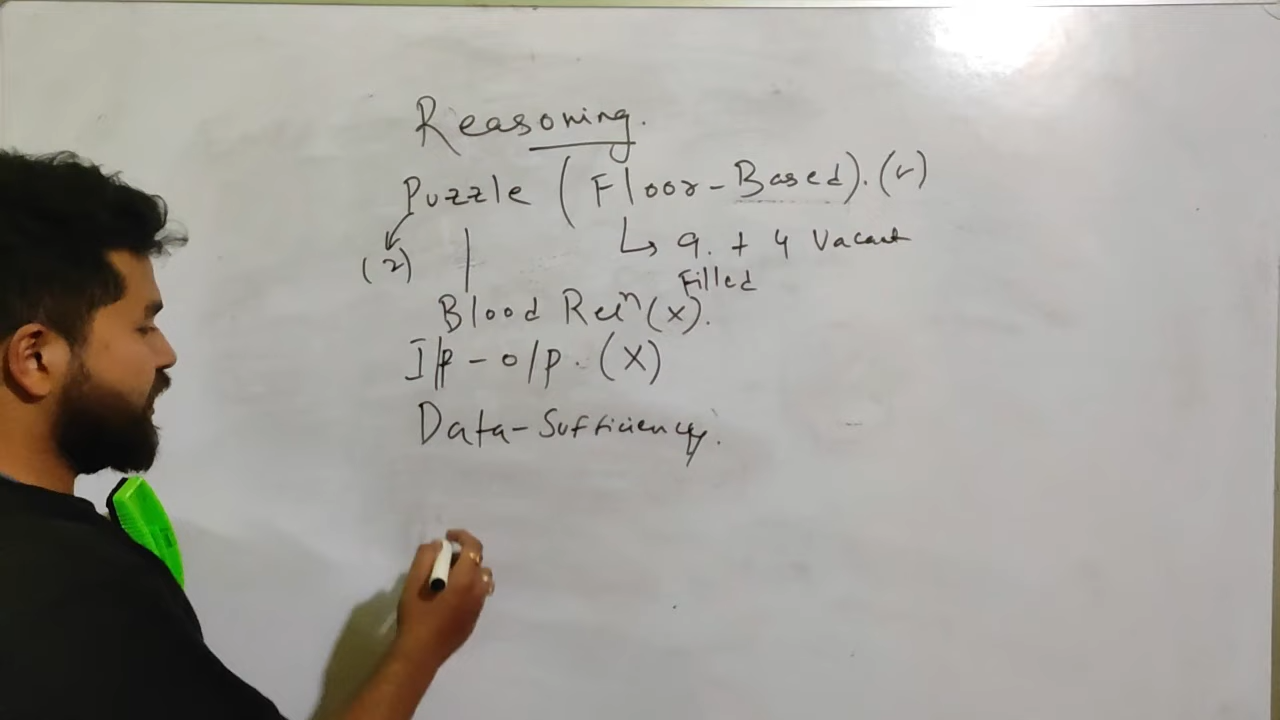 Reasoning.
Puzzle (Floor-Based). (✓)
(2)
↳ 9. + 4 Vacant
Filled
Blood Relⁿ (x).
I/p - o/p. (X)
Data-Sufficiency.